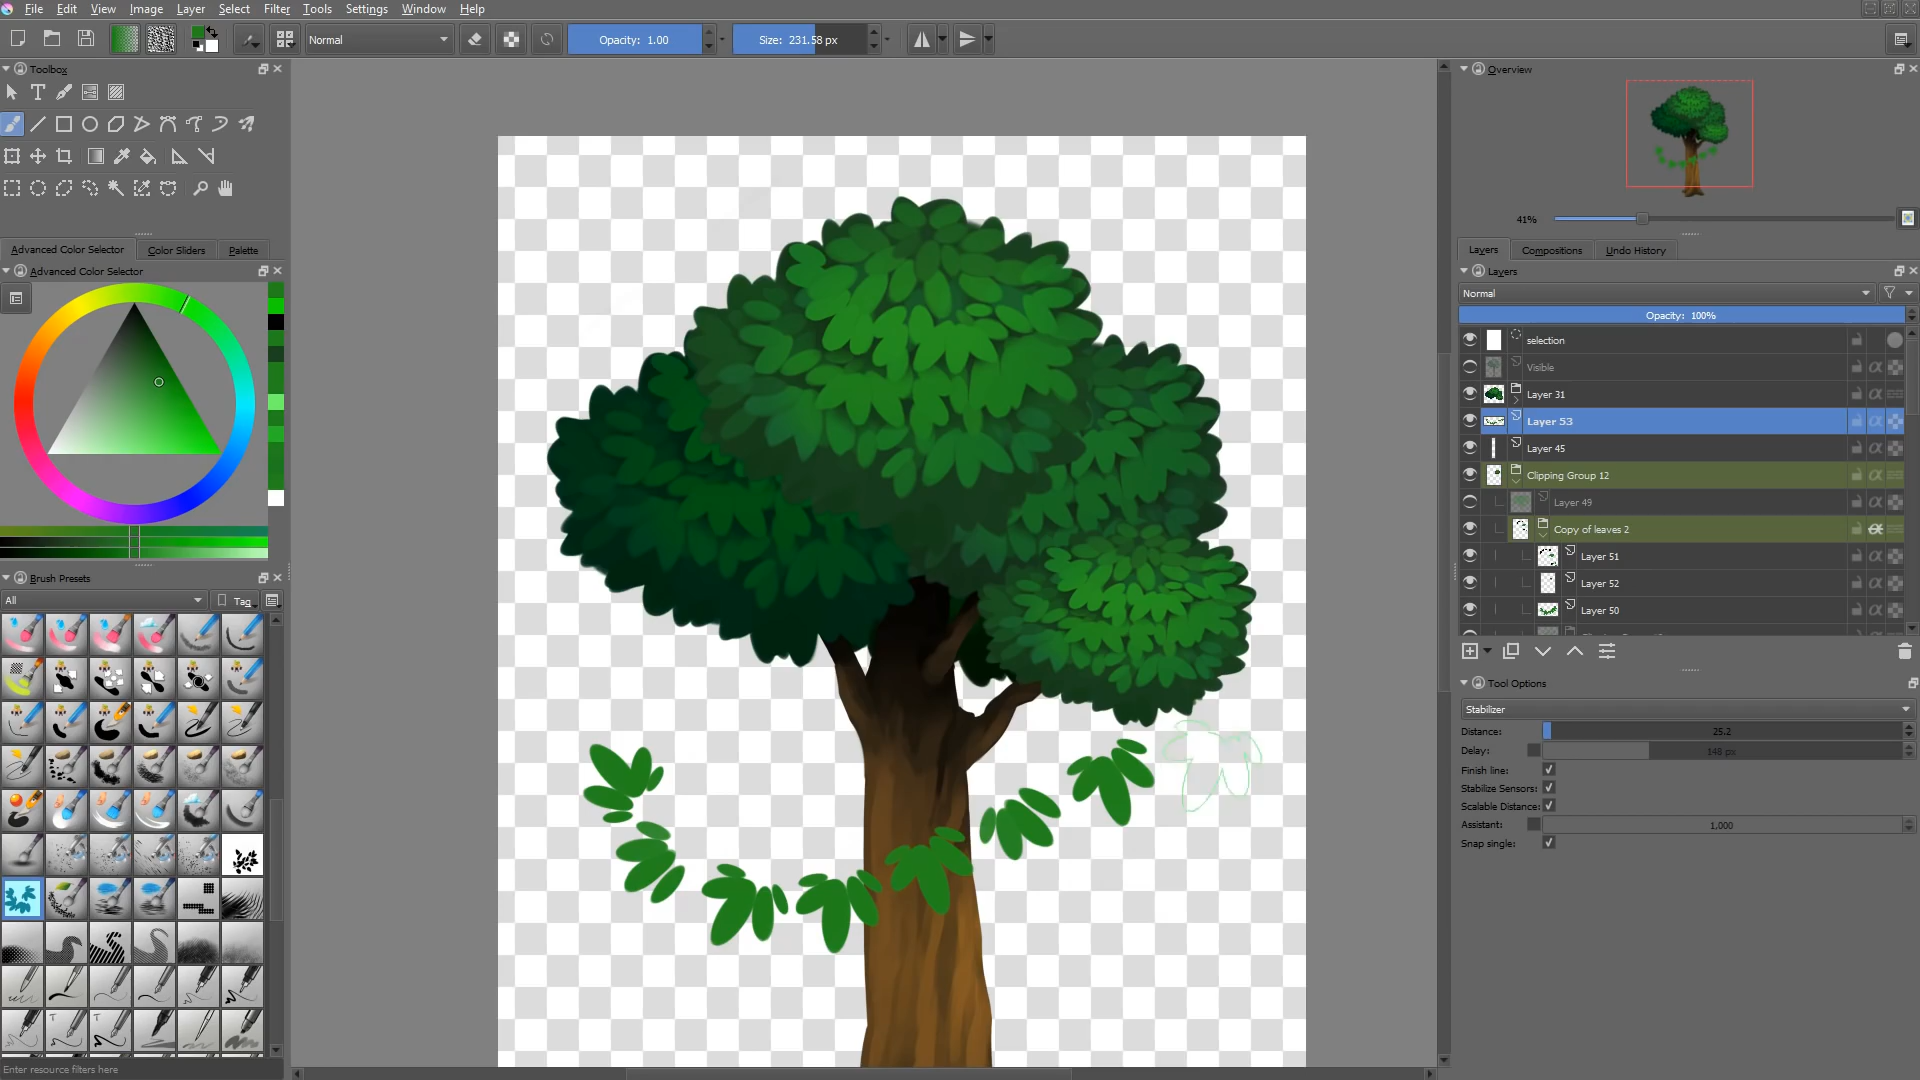 File Edit View Image Layer Select Filter Tools Settings Window Help
Normal Opacity: 1.00 Size: 231.58 px
Toolbox
Advanced Color Selector Color Sliders Palette
Advanced Color Selector
Brush Presets
All Tag
Enter resource filters here
Overview
41%
Layers Compositions Undo History
Layers
Normal
Opacity: 100%
selection
Visible
Layer 31
Layer 53
Layer 45
Clipping Group 12
Layer 49
Copy of leaves 2
Layer 51
Layer 52
Layer 50
Tool Options
Stabilizer
Distance: 25.2
Delay: 148 px
Finish line:
Stabilize Sensors:
Scalable Distance:
Assistant: 1,000
Snap single: